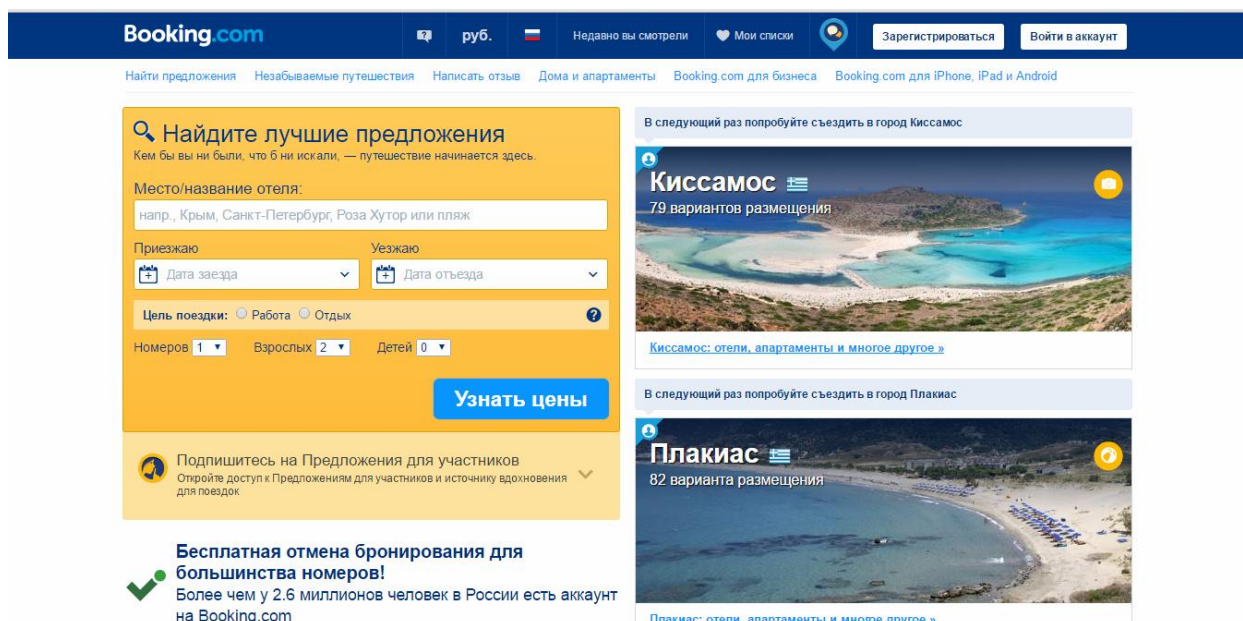 Booking.com
руб.
Недавно вы смотрели
Мои списки
Зарегистрироваться
Войти в аккаунт
Найти предложения Незабываемые путешествия Написать отзыв Дома и апартаменты Booking.com для бизнеса Booking.com для iPhone, iPad и Android
Найдите лучшие предложения
Кем бы вы ни были, что б ни искали, — путешествие начинается здесь.
Место/название отеля:
напр., Крым, Санкт-Петербург, Роза Хутор или пляж
Приезжаю Уезжаю
Дата заезда Дата отъезда
Цель поездки: Работа Отдых ?
Номеров 1 Взрослых 2 Детей 0
Узнать цены
Подпишитесь на Предложения для участников
Откройте доступ к Предложениям для участников и источнику вдохновения
для поездок
Бесплатная отмена бронирования для
большинства номеров!
Более чем у 2.6 миллионов человек в России есть аккаунт
на Booking.com
В следующий раз попробуйте съездить в город Киссамос
Киссамос
79 вариантов размещения
Киссамос: отели, апартаменты и многое другое »
В следующий раз попробуйте съездить в город Плакиас
Плакиас
82 варианта размещения
Плакиас: отели, апартаменты и многое другое »